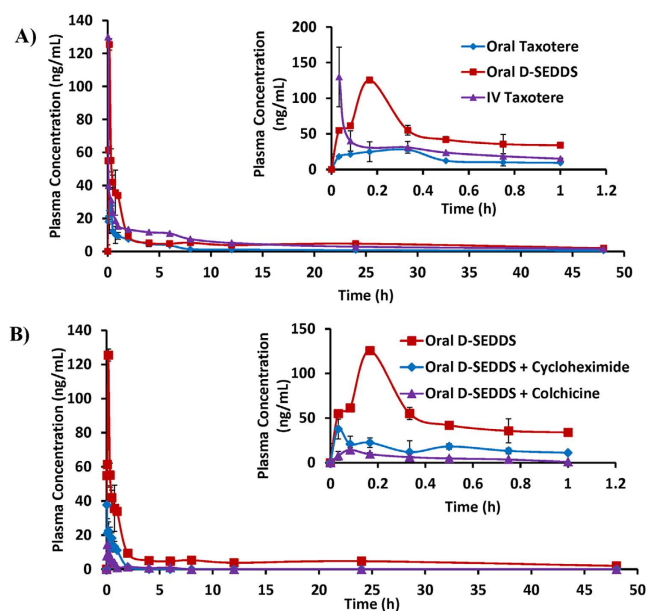 A)
Plasma Concentration (ng/mL)
140
120
100
80
60
40
20
0
0 5 10 15 20 25 30 35 40 45 50
Time (h)
Plasma Concentration
(ng/mL)
200
150
100
50
0
0 0.2 0.4 0.6 0.8 1 1.2
Time (h)
Oral Taxotere
Oral D-SEDDS
IV Taxotere
B)
Plasma Concentration (ng/mL)
140
120
100
80
60
40
20
0
0 5 10 15 20 25 30 35 40 45 50
Time (h)
Plasma Concentration
(ng/mL)
150
100
50
0
0 0.2 0.4 0.6 0.8 1 1.2
Time (h)
Oral D-SEDDS
Oral D-SEDDS + Cycloheximide
Oral D-SEDDS + Colchicine